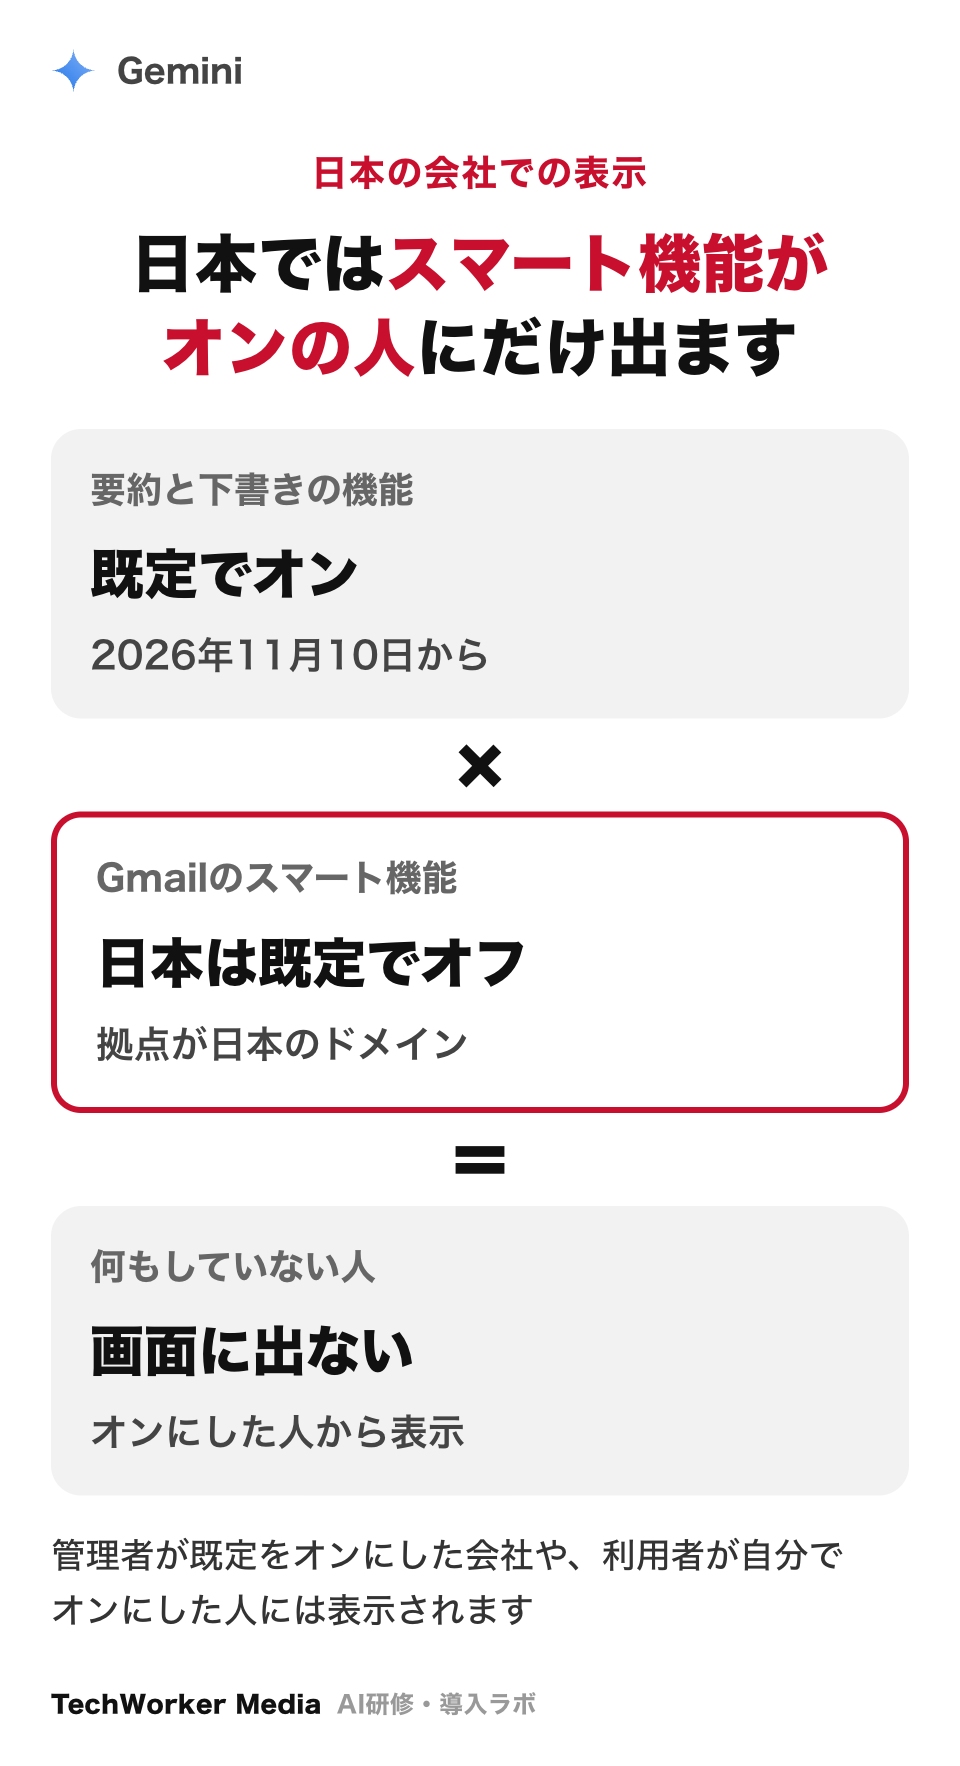 Gemini
日本の会社での表示
日本ではスマート機能が
オンの人にだけ出ます
要約と下書きの機能
既定でオン
2026年11月10日から
×
Gmailのスマート機能
日本は既定でオフ
拠点が日本のドメイン
=
何もしていない人
画面に出ない
オンにした人から表示
管理者が既定をオンにした会社や、利用者が自分で
オンにした人には表示されます
TechWorker Media AI研修・導入ラボ